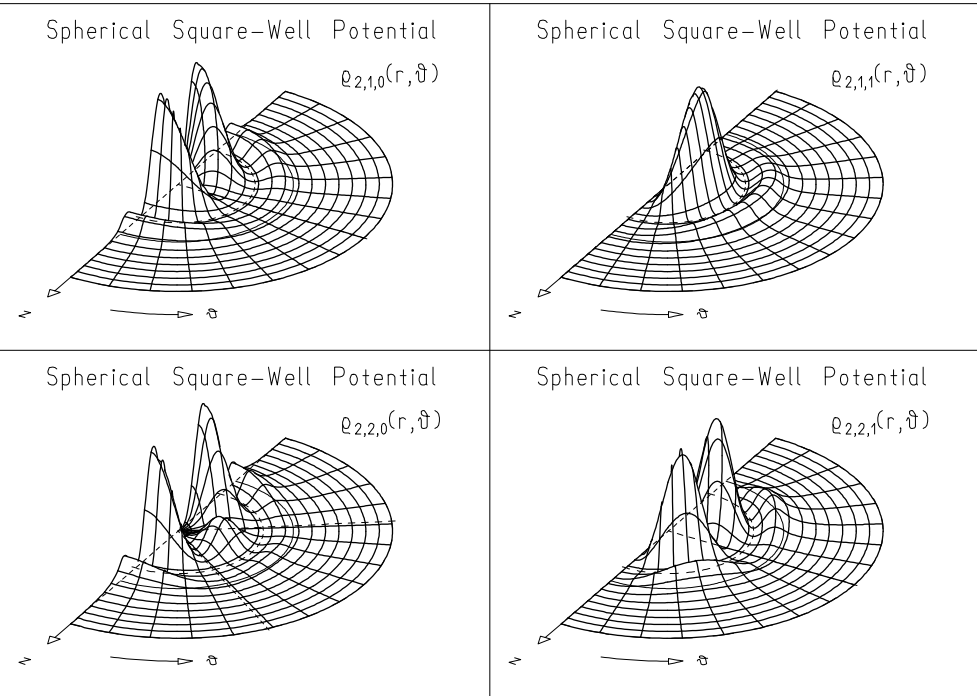 Spherical Square–Well Potential
ϱ2,1,0(r,ϑ)
z
ϑ
Spherical Square–Well Potential
ϱ2,1,1(r,ϑ)
z
ϑ
Spherical Square–Well Potential
ϱ2,2,0(r,ϑ)
z
ϑ
Spherical Square–Well Potential
ϱ2,2,1(r,ϑ)
z
ϑ